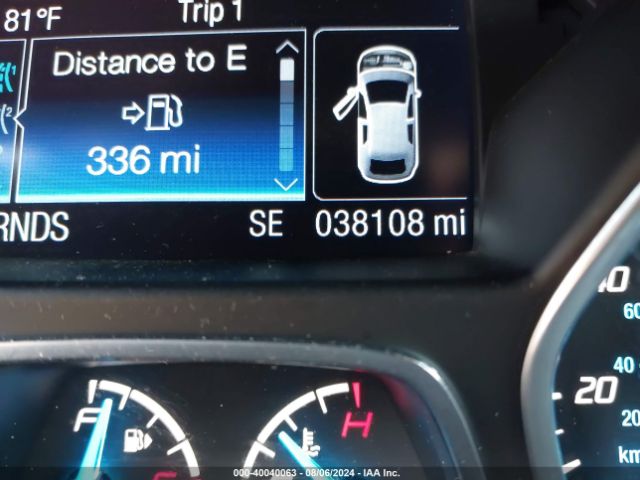 81°F Trip 1
Distance to E
336 mi
RNDS SE 038108 mi
F H
40
60
40
20
20
km
000-40040063 - 08/06/2024 - IAA Inc.